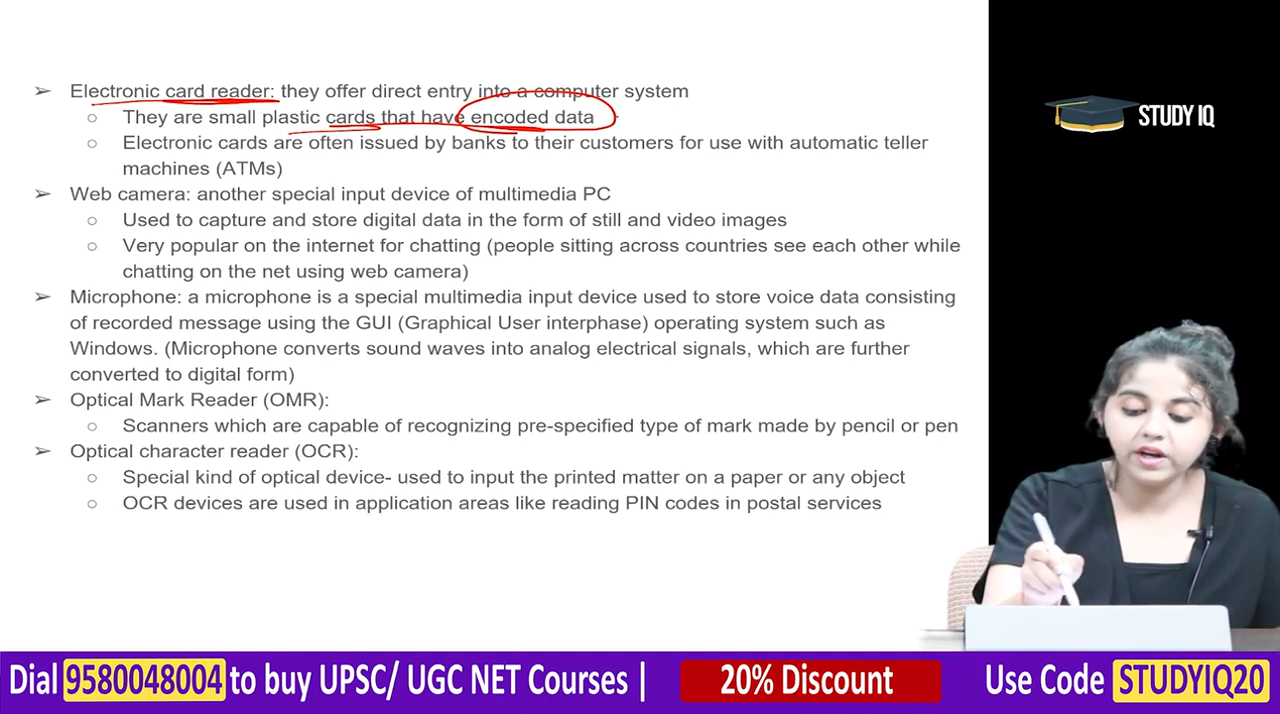 ➢ Electronic card reader: they offer direct entry into a computer system
○ They are small plastic cards that have encoded data
○ Electronic cards are often issued by banks to their customers for use with automatic teller
machines (ATMs)
➢ Web camera: another special input device of multimedia PC
○ Used to capture and store digital data in the form of still and video images
○ Very popular on the internet for chatting (people sitting across countries see each other while
chatting on the net using web camera)
➢ Microphone: a microphone is a special multimedia input device used to store voice data consisting
of recorded message using the GUI (Graphical User interphase) operating system such as
Windows. (Microphone converts sound waves into analog electrical signals, which are further
converted to digital form)
➢ Optical Mark Reader (OMR):
○ Scanners which are capable of recognizing pre-specified type of mark made by pencil or pen
➢ Optical character reader (OCR):
○ Special kind of optical device- used to input the printed matter on a paper or any object
○ OCR devices are used in application areas like reading PIN codes in postal services
STUDY IQ
Dial 9580048004 to buy UPSC/ UGC NET Courses | 20% Discount Use Code STUDYIQ20